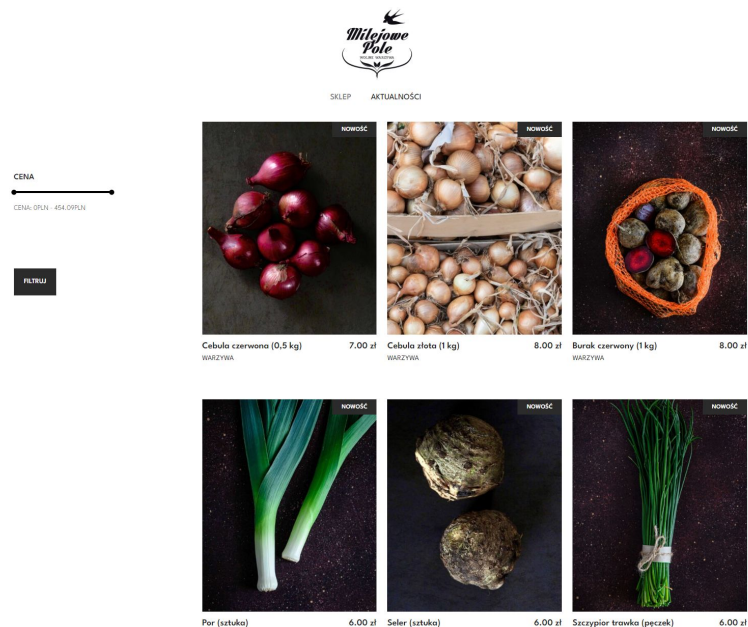 Milejowe
Pole
WOLNE WARZYWA
SKLEP AKTUALNOŚCI
CENA
CENA: 0PLN - 454.09PLN
FILTRUJ
NOWOŚĆ
NOWOŚĆ
NOWOŚĆ
Cebula czerwona (0,5 kg) 7.00 zł
WARZYWA
Cebula złota (1 kg) 8.00 zł
WARZYWA
Burak czerwony (1 kg) 8.00 zł
WARZYWA
NOWOŚĆ
NOWOŚĆ
NOWOŚĆ
Por (sztuka) 6.00 zł
Seler (sztuka) 6.00 zł
Szczypior trawka (pęczek) 6.00 zł